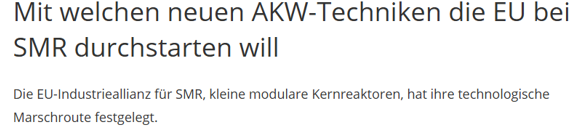 Mit welchen neuen AKW-Techniken die EU bei
SMR durchstarten will
Die EU-Industrieallianz für SMR, kleine modulare Kernreaktoren, hat ihre technologische
Marschroute festgelegt.